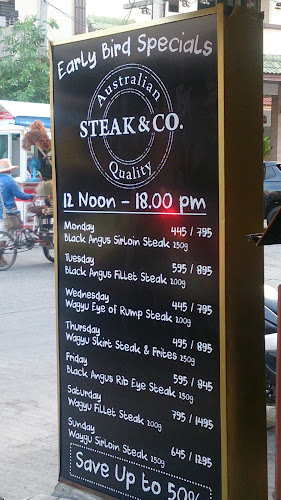 Early Bird Specials
Australian
STEAK & CO.
Quality
12 Noon - 18.00 pm
Monday 445 / 795
Black Angus Sirloin Steak 250g
Tuesday 595 / 895
Black Angus Fillet Steak 200g
Wednesday 445 / 795
Wagyu Eye of Rump Steak 200g
Thursday 495 / 895
Wagyu Skirt Steak & Frites 250g
Friday 595 / 845
Black Angus Rib Eye Steak 250g
Saturday 795 / 1495
Wagyu Fillet Steak 200g
Sunday 645 / 1295
Waygu Sirloin Steak 250g
Save Up to 50%